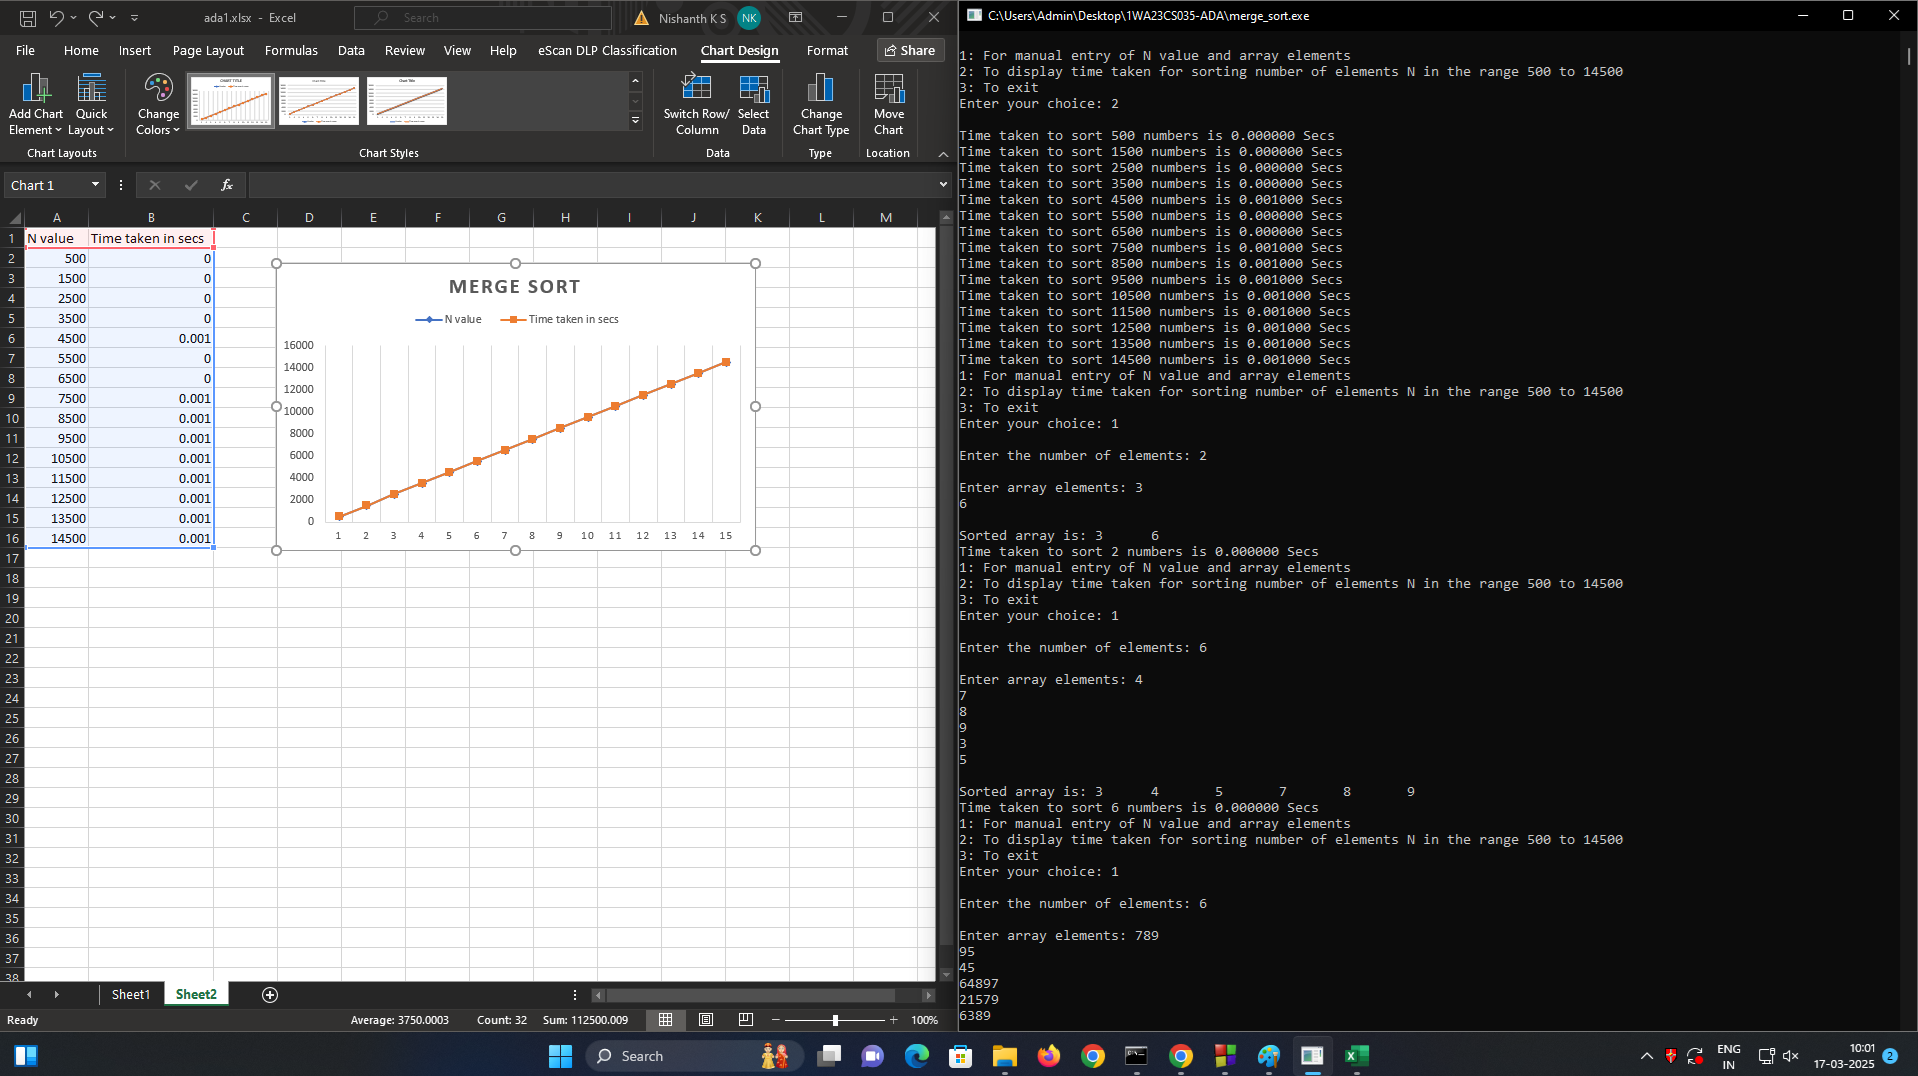 ada1.xlsx - Excel
Search
Nishanth K S
NK
File Home Insert Page Layout Formulas Data Review View Help eScan DLP Classification Chart Design Format Share
Add Chart Element
Quick Layout
Chart Layouts
Change Colors
Chart Styles
Switch Row/ Column
Select Data
Data
Change Chart Type
Type
Move Chart
Location
Chart 1
fx
A B C D E F G H I J K L M
1 N value Time taken in secs
2 500 0
3 1500 0
4 2500 0
5 3500 0
6 4500 0.001
7 5500 0
8 6500 0
9 7500 0.001
10 8500 0.001
11 9500 0.001
12 10500 0.001
13 11500 0.001
14 12500 0.001
15 13500 0.001
16 14500 0.001
17
18
19
20
21
22
23
24
25
26
27
28
29
30
31
32
33
34
35
36
37
38
MERGE SORT
N value Time taken in secs
16000
14000
12000
10000
8000
6000
4000
2000
0
1 2 3 4 5 6 7 8 9 10 11 12 13 14 15
Sheet1 Sheet2
Ready
Average: 3750.0003 Count: 32 Sum: 112500.009
100%
C:\Users\Admin\Desktop\1WA23CS035-ADA\merge_sort.exe
1: For manual entry of N value and array elements
2: To display time taken for sorting number of elements N in the range 500 to 14500
3: To exit
Enter your choice: 2
Time taken to sort 500 numbers is 0.000000 Secs
Time taken to sort 1500 numbers is 0.000000 Secs
Time taken to sort 2500 numbers is 0.000000 Secs
Time taken to sort 3500 numbers is 0.000000 Secs
Time taken to sort 4500 numbers is 0.001000 Secs
Time taken to sort 5500 numbers is 0.000000 Secs
Time taken to sort 6500 numbers is 0.000000 Secs
Time taken to sort 7500 numbers is 0.001000 Secs
Time taken to sort 8500 numbers is 0.001000 Secs
Time taken to sort 9500 numbers is 0.001000 Secs
Time taken to sort 10500 numbers is 0.001000 Secs
Time taken to sort 11500 numbers is 0.001000 Secs
Time taken to sort 12500 numbers is 0.001000 Secs
Time taken to sort 13500 numbers is 0.001000 Secs
Time taken to sort 14500 numbers is 0.001000 Secs
1: For manual entry of N value and array elements
2: To display time taken for sorting number of elements N in the range 500 to 14500
3: To exit
Enter your choice: 1
Enter the number of elements: 2
Enter array elements: 3
6
Sorted array is: 3 6
Time taken to sort 2 numbers is 0.000000 Secs
1: For manual entry of N value and array elements
2: To display time taken for sorting number of elements N in the range 500 to 14500
3: To exit
Enter your choice: 1
Enter the number of elements: 6
Enter array elements: 4
7
8
9
3
5
Sorted array is: 3 4 5 7 8 9
Time taken to sort 6 numbers is 0.000000 Secs
1: For manual entry of N value and array elements
2: To display time taken for sorting number of elements N in the range 500 to 14500
3: To exit
Enter your choice: 1
Enter the number of elements: 6
Enter array elements: 789
95
45
64897
21579
6389
Search
ENG
IN
10:01
17-03-2025
2